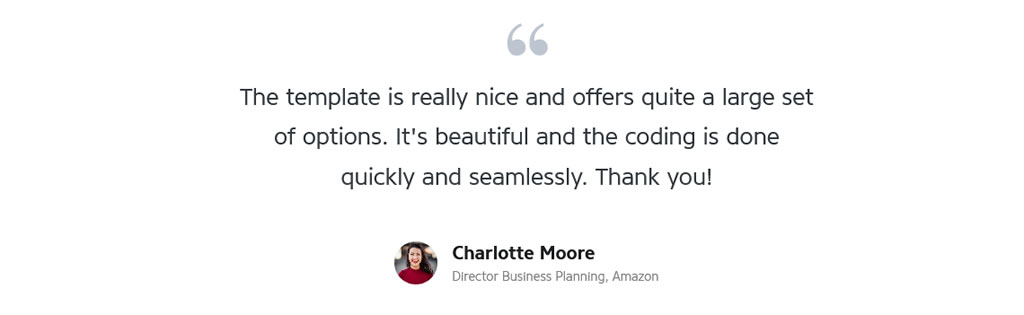 “
The template is really nice and offers quite a large set
of options. It's beautiful and the coding is done
quickly and seamlessly. Thank you!
Charlotte Moore
Director Business Planning, Amazon